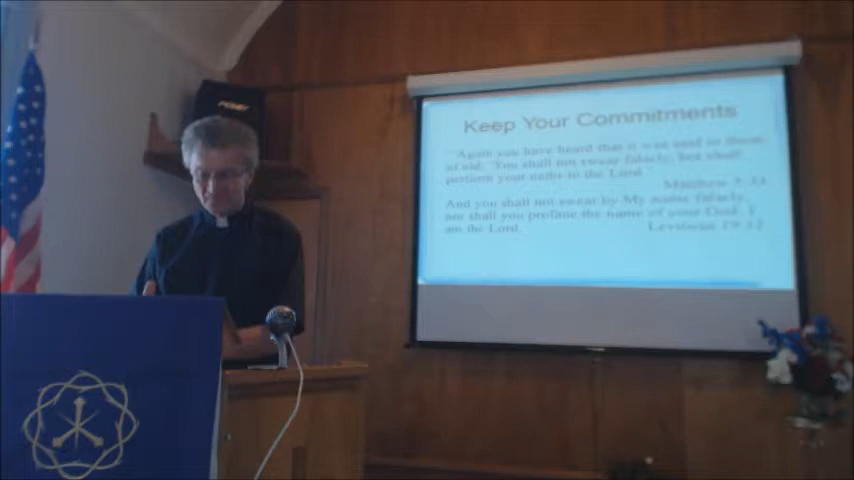 PEAVEY
Keep Your Commitments
"Again you have heard that it was said to those
of old, 'You shall not swear falsely, but shall
perform your oaths to the Lord.'
Matthew 5:33
And you shall not swear by My name falsely,
nor shall you profane the name of your God: I
am the Lord.
Leviticus 19:12